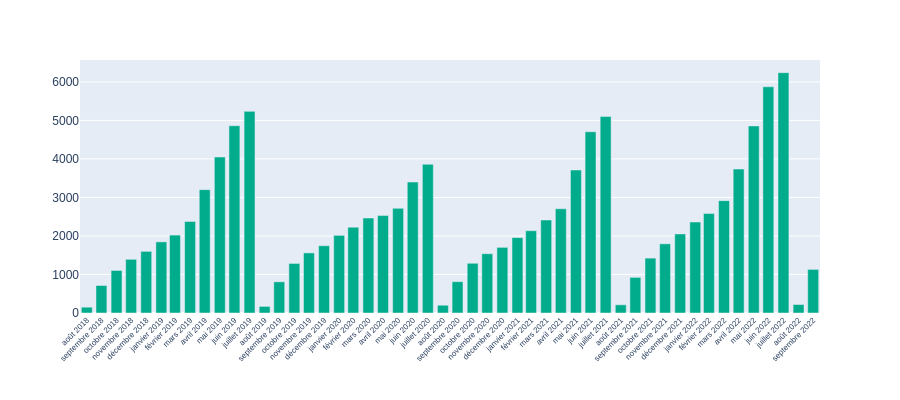 6000
5000
4000
3000
2000
1000
0
août 2018
septembre 2018
octobre 2018
novembre 2018
décembre 2018
janvier 2019
février 2019
mars 2019
avril 2019
mai 2019
juin 2019
juillet 2019
août 2019
septembre 2019
octobre 2019
novembre 2019
décembre 2019
janvier 2020
février 2020
mars 2020
avril 2020
mai 2020
juin 2020
juillet 2020
août 2020
septembre 2020
octobre 2020
novembre 2020
décembre 2020
janvier 2021
février 2021
mars 2021
avril 2021
mai 2021
juin 2021
juillet 2021
août 2021
septembre 2021
octobre 2021
novembre 2021
décembre 2021
janvier 2022
février 2022
mars 2022
avril 2022
mai 2022
juin 2022
juillet 2022
août 2022
septembre 2022